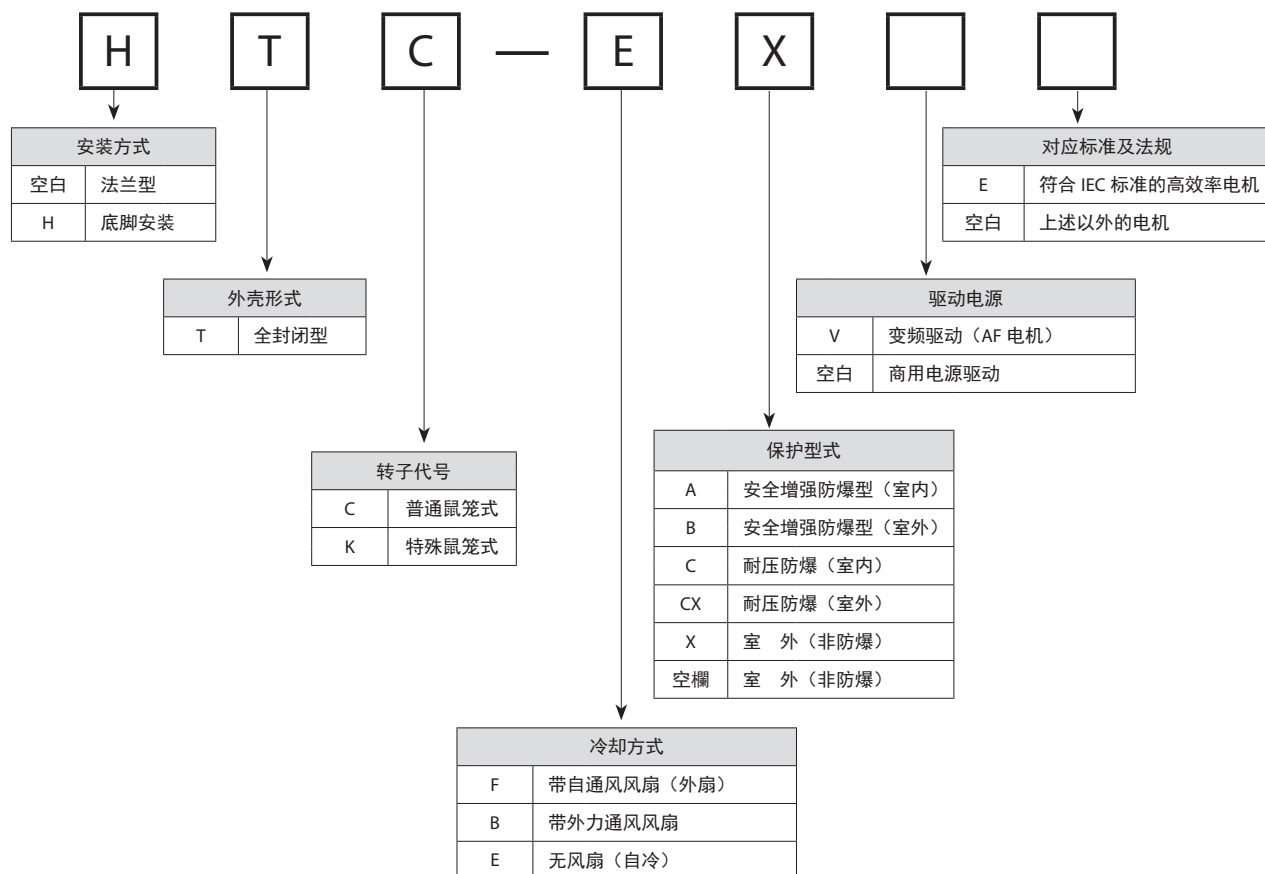 H T C — E X
安装方式
空白 法兰型
H 底脚安装
对应标准及法规
E 符合 IEC 标准的高效率电机
空白 上述以外的电机
外壳形式
T 全封闭型
驱动电源
V 变频驱动（AF 电机）
空白 商用电源驱动
转子代号
C 普通鼠笼式
K 特殊鼠笼式
保护型式
A 安全增强防爆型（室内）
B 安全增强防爆型（室外）
C 耐压防爆（室内）
CX 耐压防爆（室外）
X 室　外（非防爆）
空欄 室　外（非防爆）
冷却方式
F 带自通风风扇（外扇）
B 带外力通风风扇
E 无风扇（自冷）